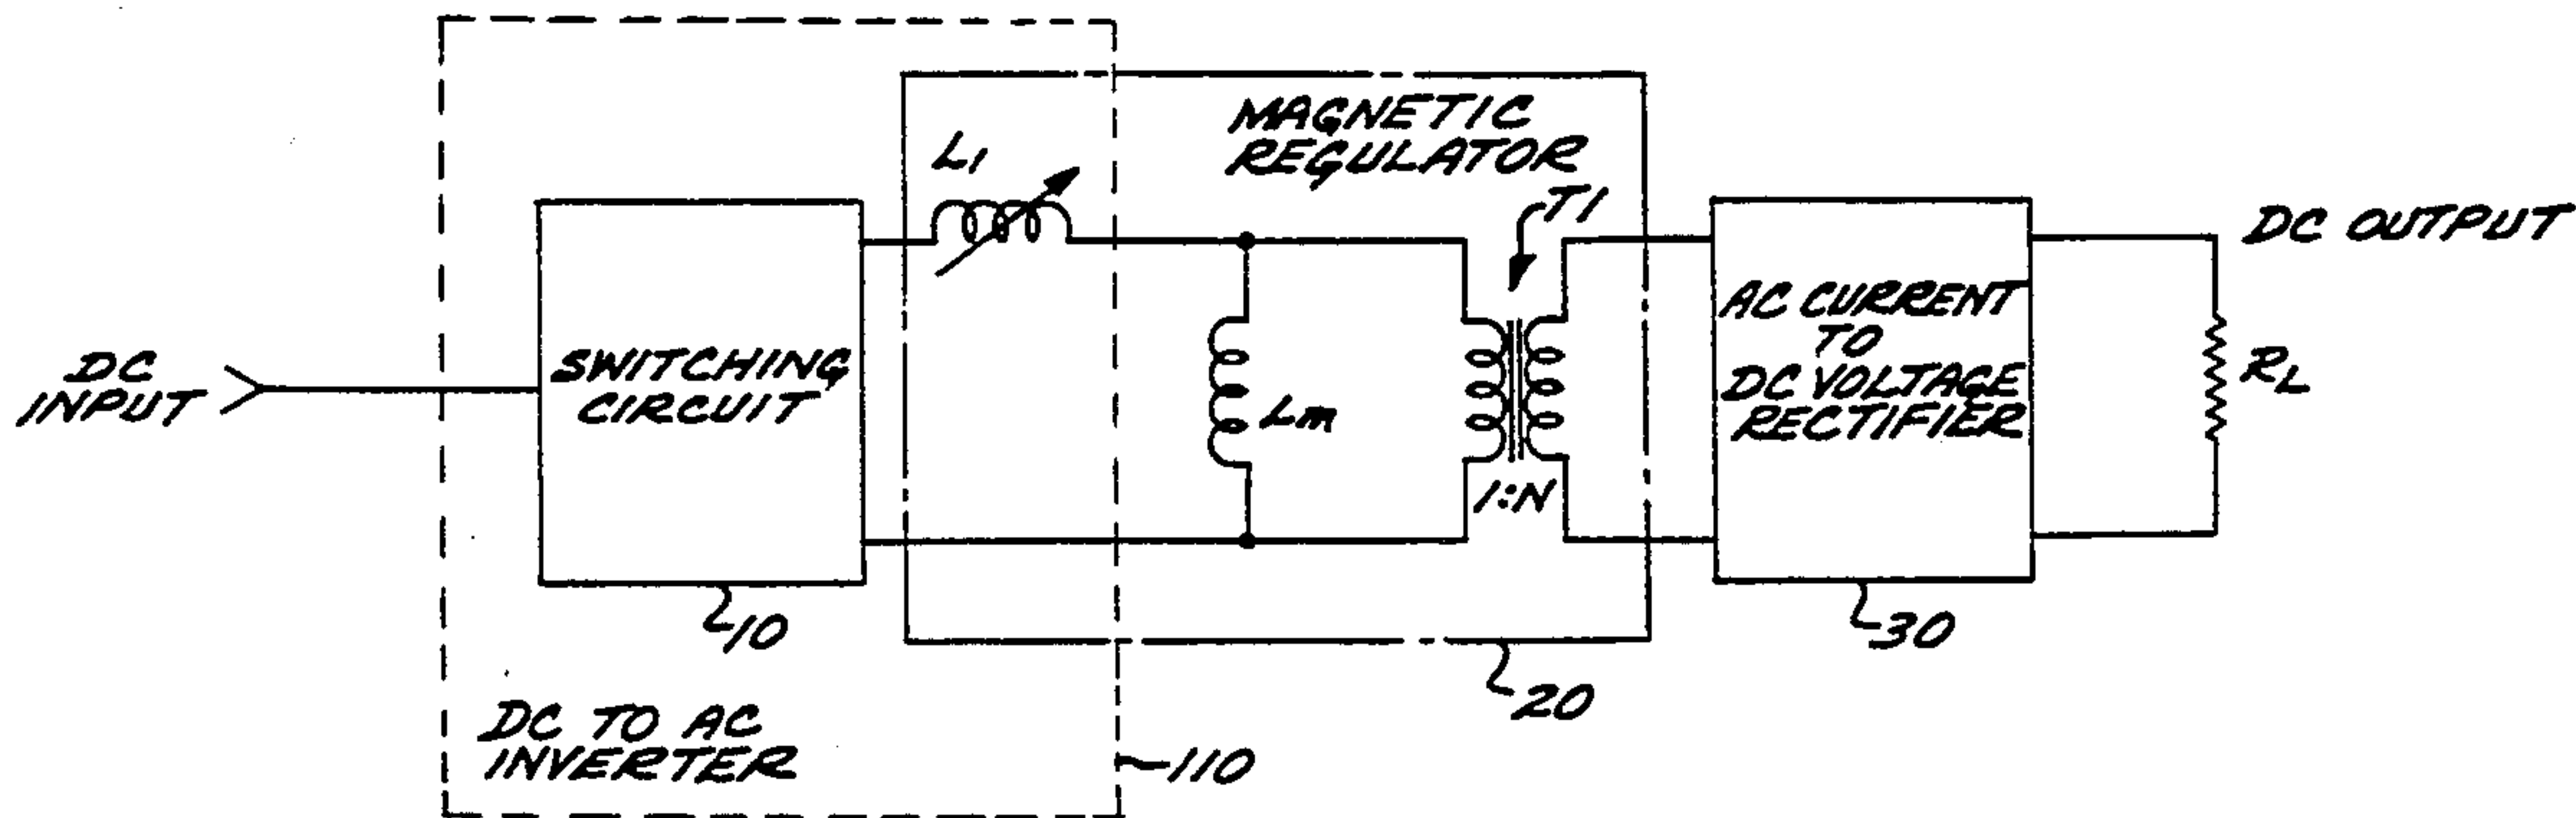 MAGNETIC
REGULATOR
L1
T1
DC OUTPUT
DC
INPUT
SWITCHING
CIRCUIT
Lm
1:N
AC CURRENT
TO
DC VOLTAGE
RECTIFIER
RL
10
20
30
DC TO AC
INVERTER
110